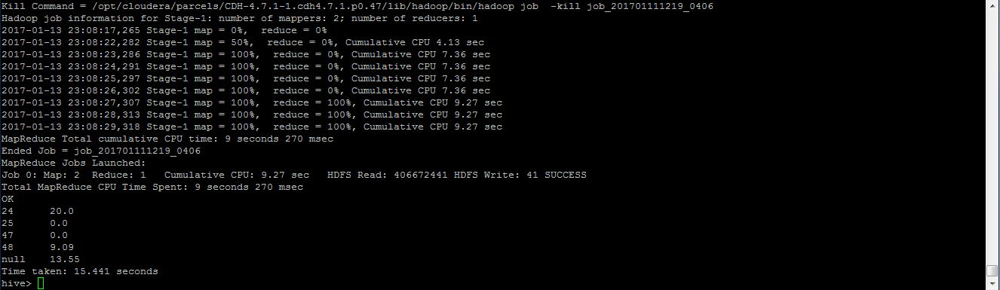 Kill Command = /opt/cloudera/parcels/CDH-4.7.1-1.cdh4.7.1.p0.47/lib/hadoop/bin/hadoop job  -kill job_201701111219_0406
Hadoop job information for Stage-1: number of mappers: 2; number of reducers: 1
2017-01-13 23:08:17,265 Stage-1 map = 0%,  reduce = 0%
2017-01-13 23:08:22,282 Stage-1 map = 50%,  reduce = 0%, Cumulative CPU 4.13 sec
2017-01-13 23:08:23,286 Stage-1 map = 100%,  reduce = 0%, Cumulative CPU 7.36 sec
2017-01-13 23:08:24,291 Stage-1 map = 100%,  reduce = 0%, Cumulative CPU 7.36 sec
2017-01-13 23:08:25,297 Stage-1 map = 100%,  reduce = 0%, Cumulative CPU 7.36 sec
2017-01-13 23:08:26,302 Stage-1 map = 100%,  reduce = 0%, Cumulative CPU 7.36 sec
2017-01-13 23:08:27,307 Stage-1 map = 100%,  reduce = 100%, Cumulative CPU 9.27 sec
2017-01-13 23:08:28,313 Stage-1 map = 100%,  reduce = 100%, Cumulative CPU 9.27 sec
2017-01-13 23:08:29,318 Stage-1 map = 100%,  reduce = 100%, Cumulative CPU 9.27 sec
MapReduce Total cumulative CPU time: 9 seconds 270 msec
Ended Job = job_201701111219_0406
MapReduce Jobs Launched:
Job 0: Map: 2  Reduce: 1   Cumulative CPU: 9.27 sec   HDFS Read: 406672441 HDFS Write: 41 SUCCESS
Total MapReduce CPU Time Spent: 9 seconds 270 msec
OK
24      20.0
25      0.0
47      0.0
48      9.09
null    13.55
Time taken: 15.441 seconds
hive>